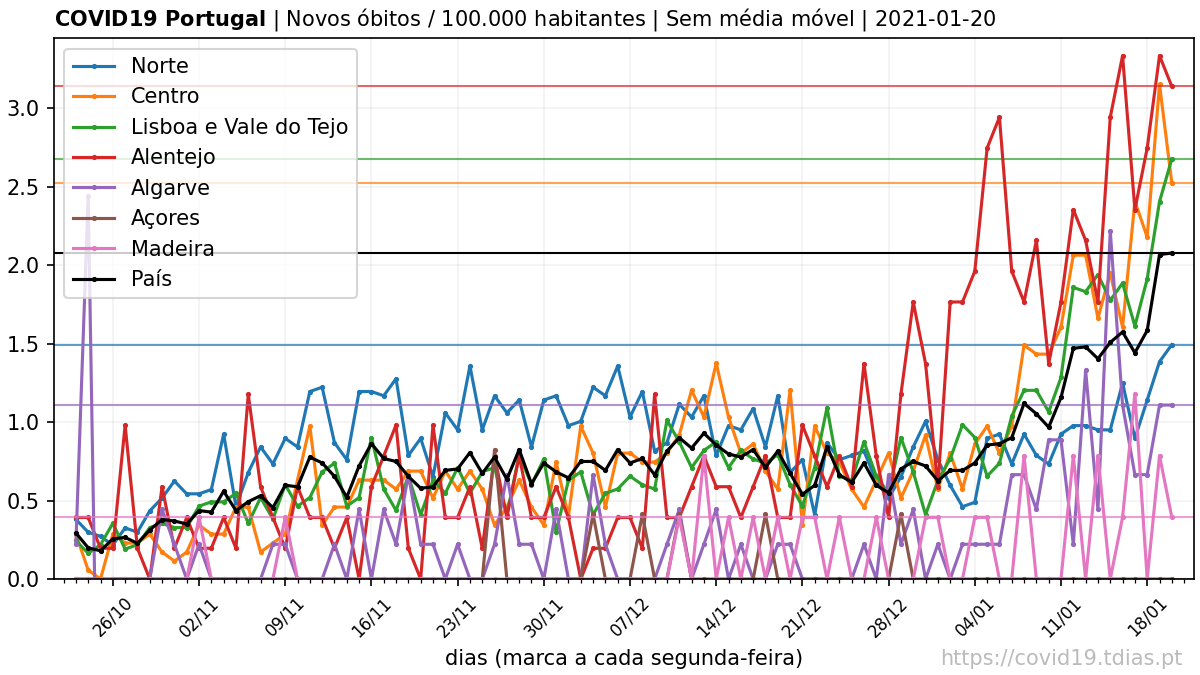 COVID19 Portugal | Novos óbitos / 100.000 habitantes | Sem média móvel | 2021-01-20
Norte
Centro
Lisboa e Vale do Tejo
Alentejo
Algarve
Açores
Madeira
País
3.0
2.5
2.0
1.5
1.0
0.5
0.0
26/10
02/11
09/11
16/11
23/11
30/11
07/12
14/12
21/12
28/12
04/01
11/01
18/01
dias (marca a cada segunda-feira)
https://covid19.tdias.pt